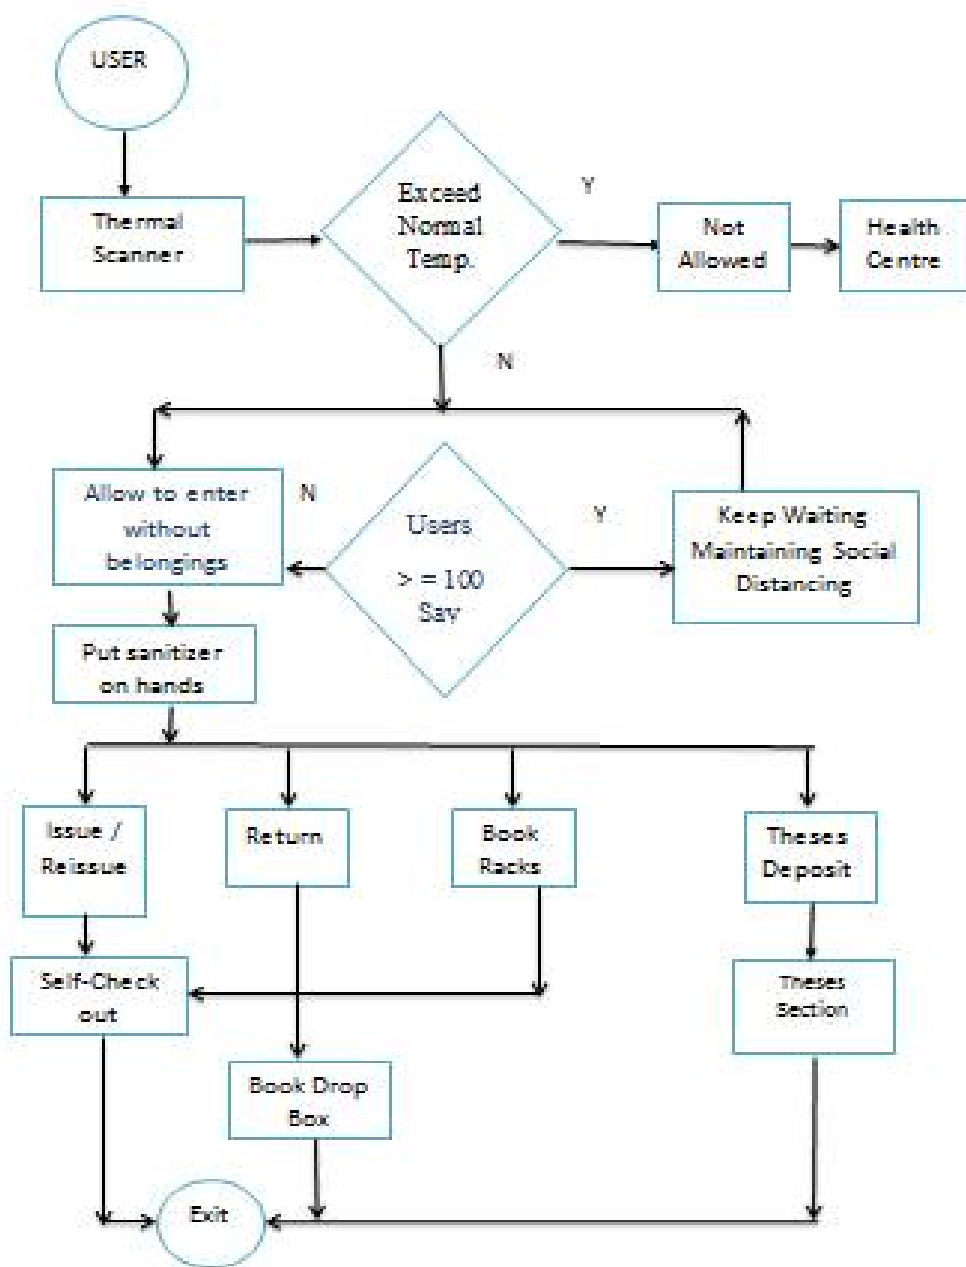 USER
Thermal
Scanner
Exceed
Normal
Temp.
Y
Not
Allowed
Health
Centre
N
Allow to enter
without
belongings
N
Users
> = 100
Say
Y
Keep Waiting
Maintaining Social
Distancing
Put sanitizer
on hands
Issue /
Reissue
Return
Book
Racks
Theses
Deposit
Self-Check
out
Theses
Section
Book Drop
Box
Exit